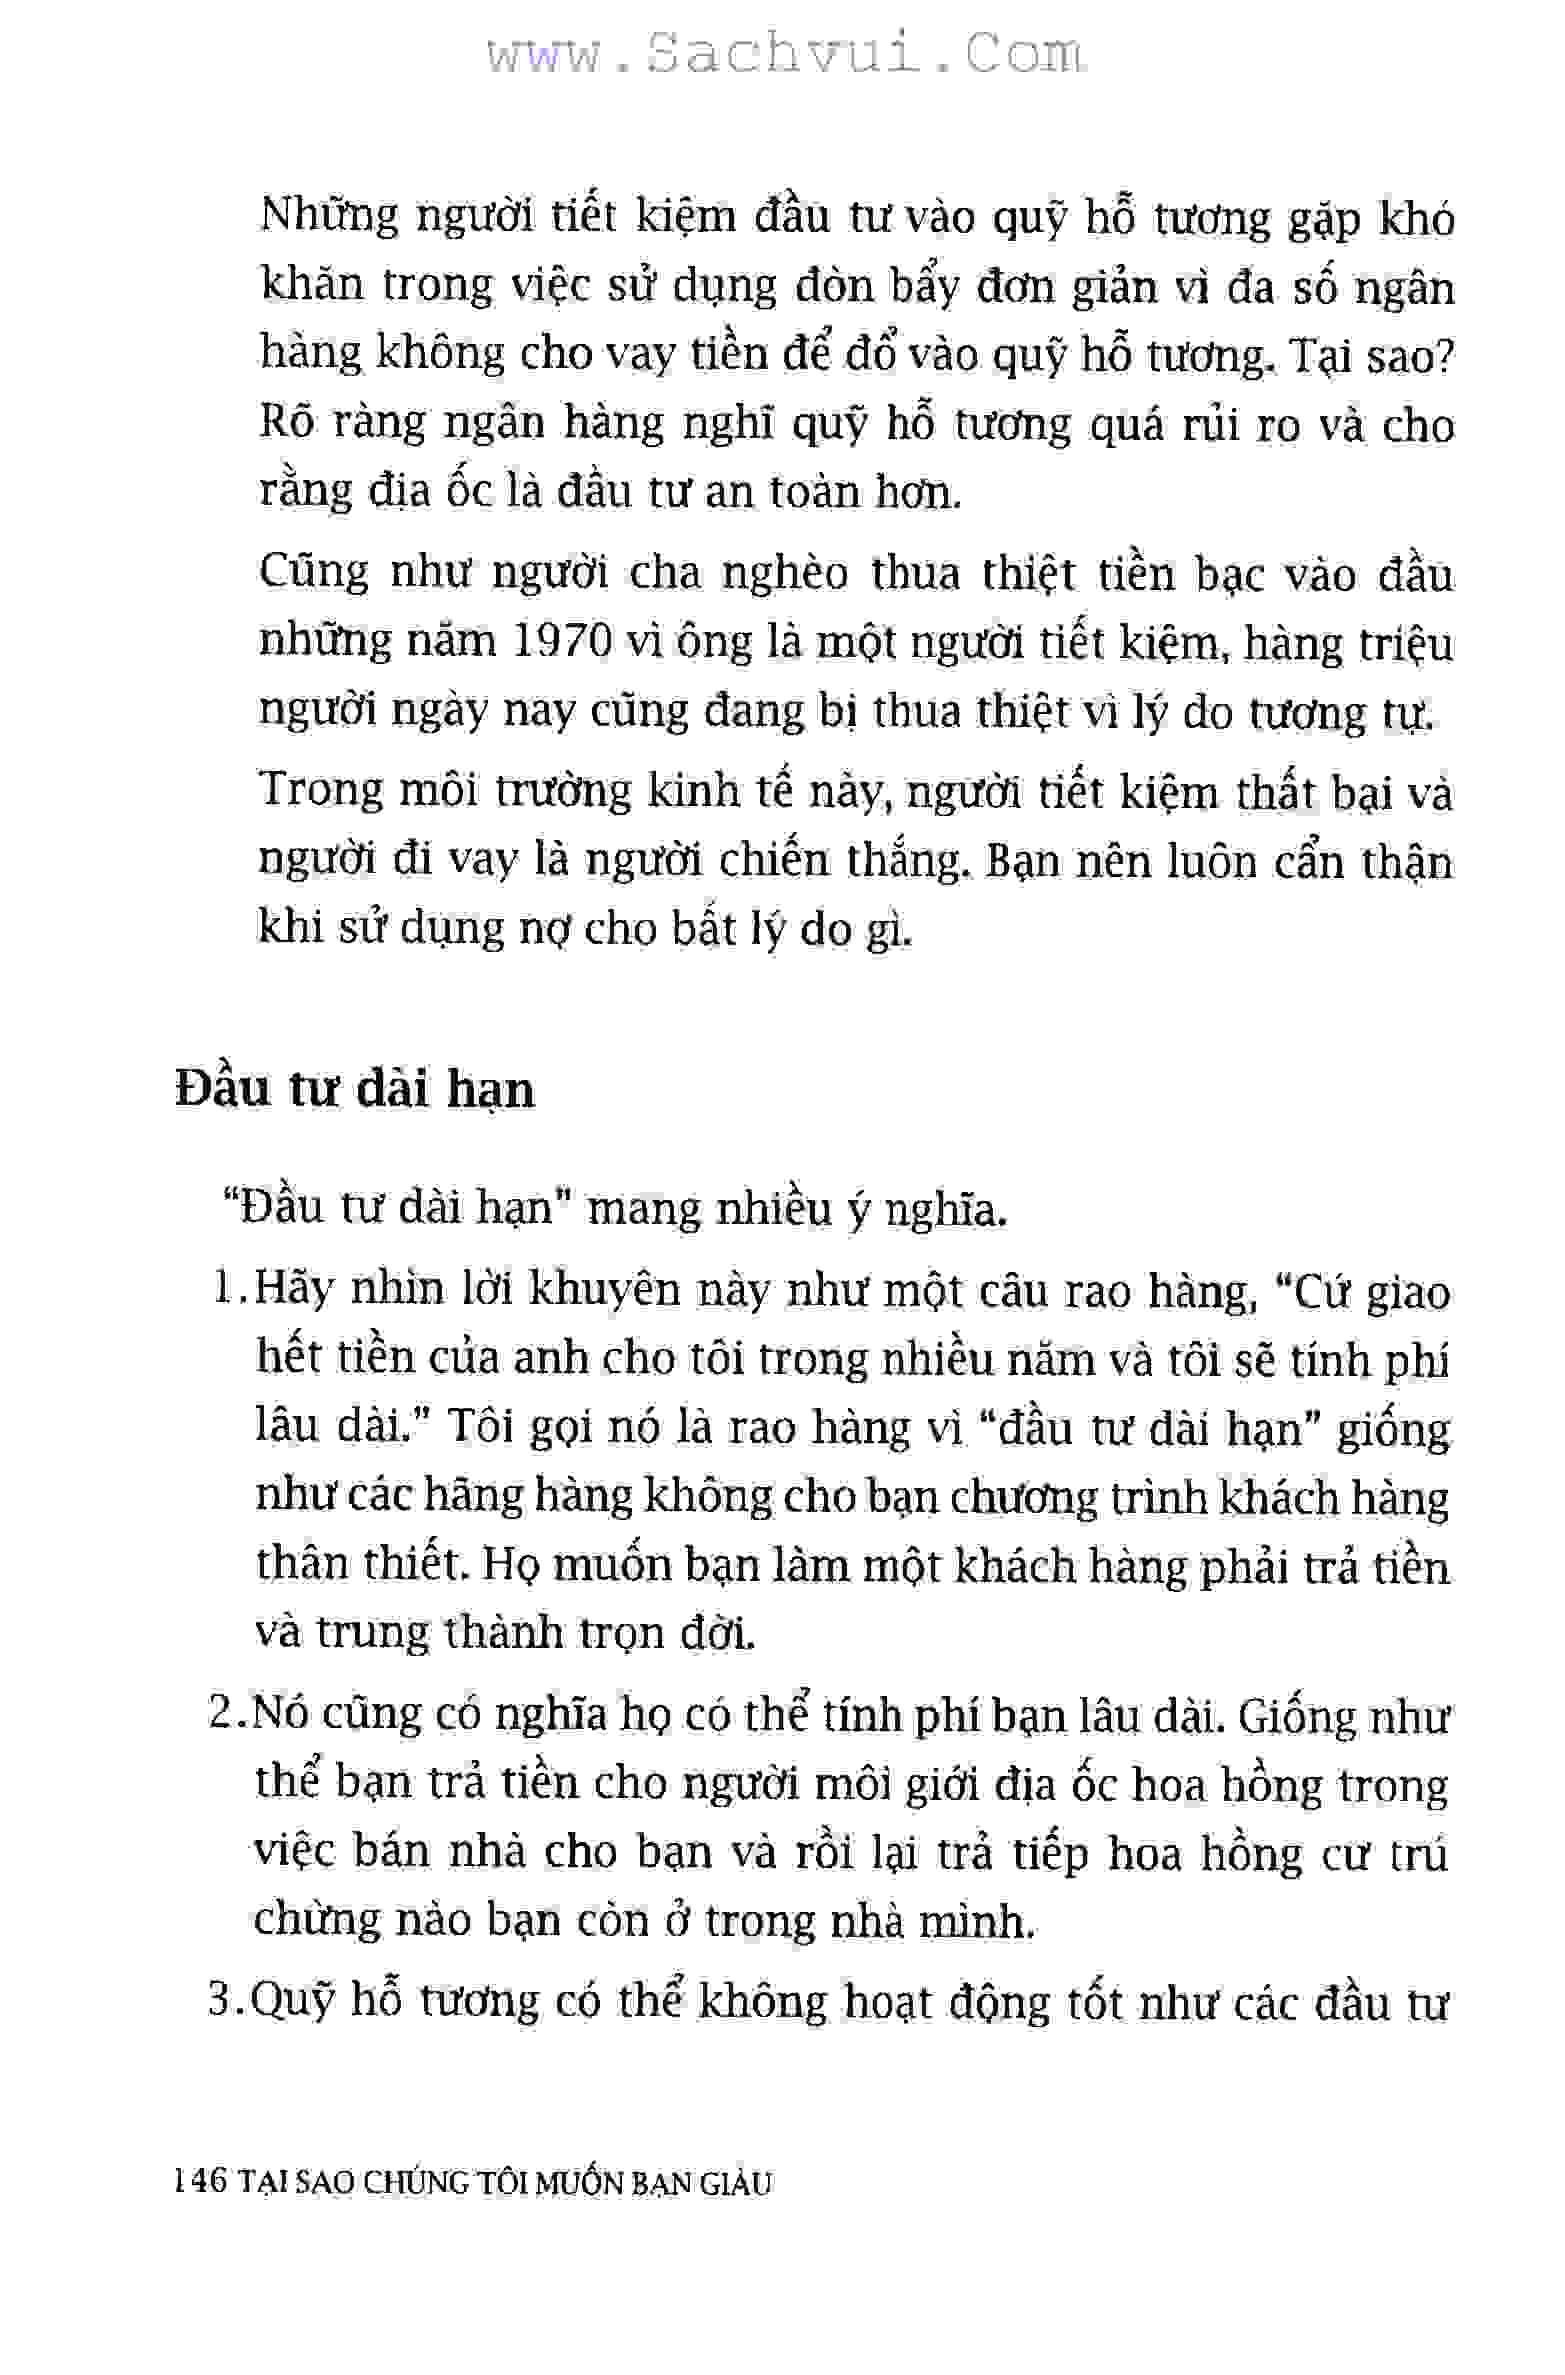 www.Sachvui.Com
Những người tiết kiệm đầu tư vào quỹ hỗ tương gặp khó
khăn trong việc sử dụng đòn bẩy đơn giản vì đa số ngân
hàng không cho vay tiền để đổ vào quỹ hỗ tương. Tại sao?
Rõ ràng ngân hàng nghĩ quỹ hỗ tương quá rủi ro và cho
rằng địa ốc là đầu tư an toàn hơn.
Cũng như người cha nghèo thua thiệt tiền bạc vào đầu
những năm 1970 vì ông là một người tiết kiệm, hàng triệu
người ngày nay cũng đang bị thua thiệt vì lý do tương tự.
Trong môi trường kinh tế này, người tiết kiệm thất bại và
người đi vay là người chiến thắng. Bạn nên luôn cẩn thận
khi sử dụng nợ cho bất lý do gì.
Đầu tư dài hạn
“Đầu tư dài hạn” mang nhiều ý nghĩa.
1.Hãy nhìn lời khuyên này như một câu rao hàng, “Cứ giao
hết tiền của anh cho tôi trong nhiều năm và tôi sẽ tính phí
lâu dài.” Tôi gọi nó là rao hàng vì “đầu tư dài hạn” giống
như các hãng hàng không cho bạn chương trình khách hàng
thân thiết. Họ muốn bạn làm một khách hàng phải trả tiền
và trung thành trọn đời.
2.Nó cũng có nghĩa họ có thể tính phí bạn lâu dài. Giống như
thể bạn trả tiền cho người môi giới địa ốc hoa hồng trong
việc bán nhà cho bạn và rồi lại trả tiếp hoa hồng cư trú
chừng nào bạn còn ở trong nhà mình.
3.Quỹ hỗ tương có thể không hoạt động tốt như các đầu tư
146 TẠI SAO CHÚNG TÔI MUỐN BẠN GIÀU